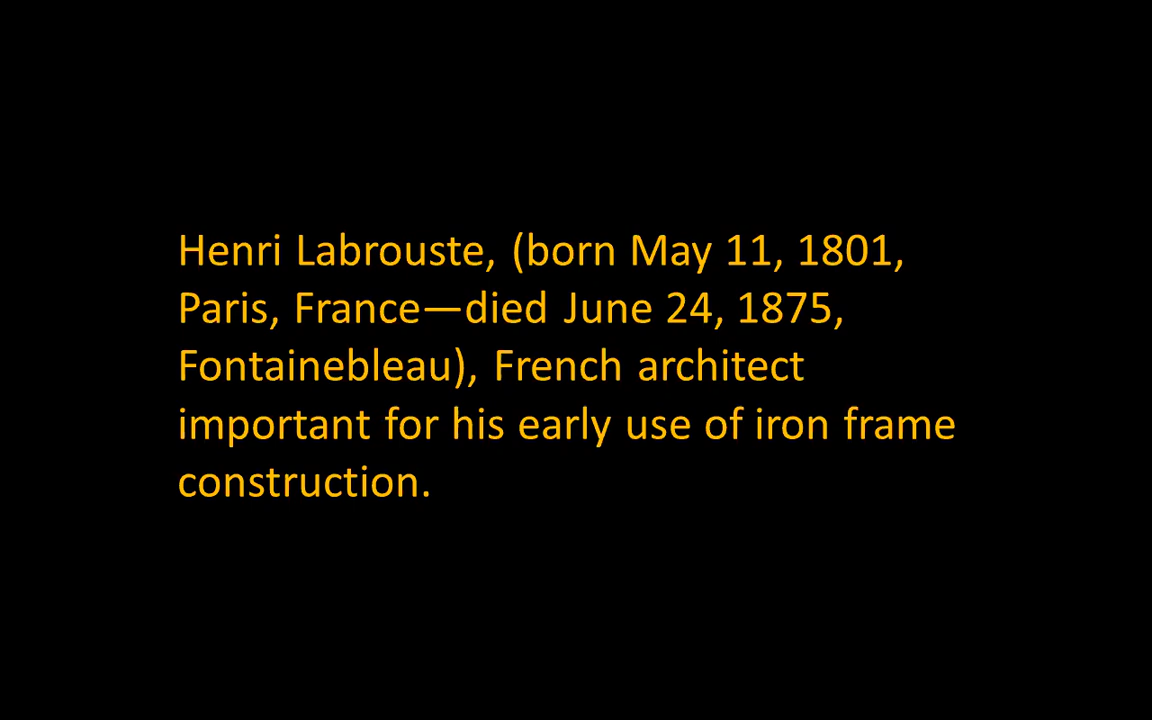 Henri Labrouste, (born May 11, 1801,
Paris, France—died June 24, 1875,
Fontainebleau), French architect
important for his early use of iron frame
construction.